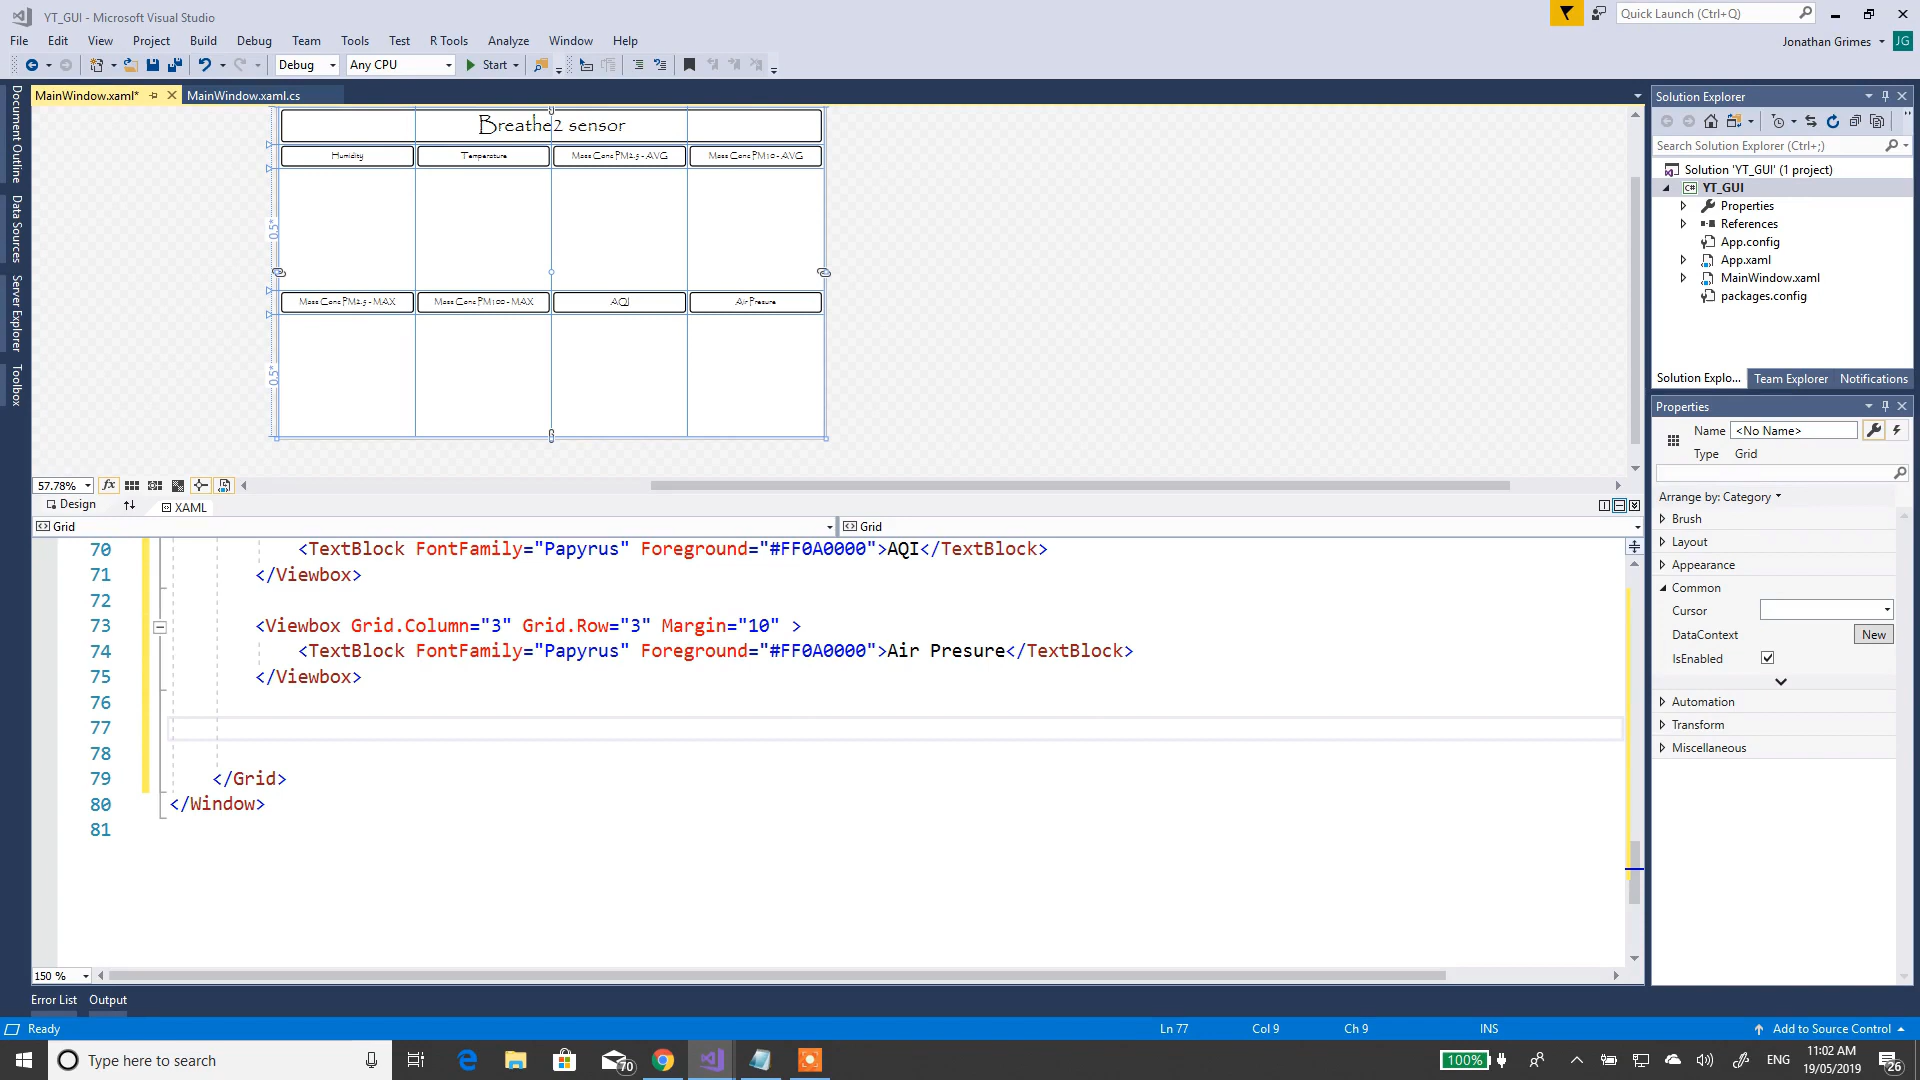 YT_GUI - Microsoft Visual Studio
Quick Launch (Ctrl+Q)
File Edit View Project Build Debug Team Tools Test R Tools Analyze Window Help
Jonathan Grimes JG
Debug Any CPU Start
MainWindow.xaml* MainWindow.xaml.cs
Document Outline
Data Sources
Server Explorer
Toolbox
Breathe2 sensor
Humidity Temperature Mass Conc PM2.5 - AVG Mass Conc PM10 - AVG
0.5*
Mass Conc PM2.5 - MAX Mass Conc PM100 - MAX AQI Air Presure
0.5*
57.78%
Design XAML
Grid Grid
70 <TextBlock FontFamily="Papyrus" Foreground="#FF0A0000">AQI</TextBlock>
71 </Viewbox>
72
73 <Viewbox Grid.Column="3" Grid.Row="3" Margin="10" >
74 <TextBlock FontFamily="Papyrus" Foreground="#FF0A0000">Air Presure</TextBlock>
75 </Viewbox>
76
77
78
79 </Grid>
80 </Window>
81
150 %
Error List Output
Ready Ln 77 Col 9 Ch 9 INS Add to Source Control
Solution Explorer
Search Solution Explorer (Ctrl+;)
Solution 'YT_GUI' (1 project)
C# YT_GUI
Properties
References
App.config
App.xaml
MainWindow.xaml
packages.config
Solution Explo... Team Explorer Notifications
Properties
Name <No Name>
Type Grid
Arrange by: Category
Brush
Layout
Appearance
Common
Cursor
DataContext New
IsEnabled
Automation
Transform
Miscellaneous
Type here to search
70
100%
ENG
11:02 AM
19/05/2019
26